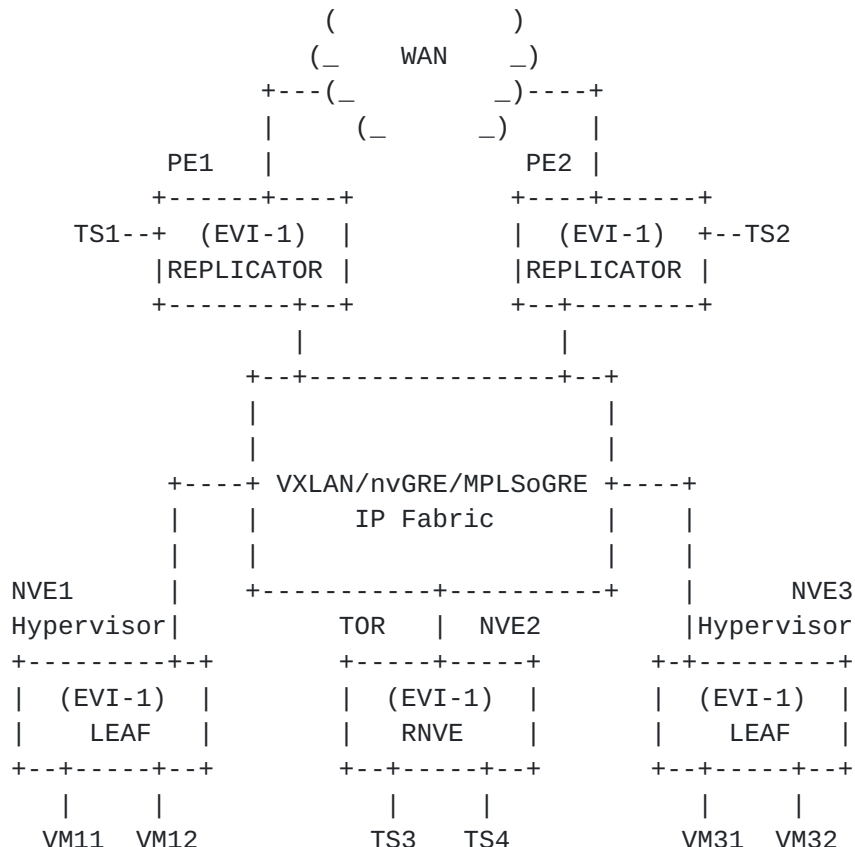 WAN
PE1 PE2
TS1 (EVI-1) (EVI-1) TS2
REPLICATOR REPLICATOR
VXLAN/nvGRE/MPLSoGRE
IP Fabric
NVE1 NVE3
Hypervisor TOR NVE2 Hypervisor
(EVI-1) (EVI-1) (EVI-1)
LEAF RNVE LEAF
VM11 VM12 TS3 TS4 VM31 VM32